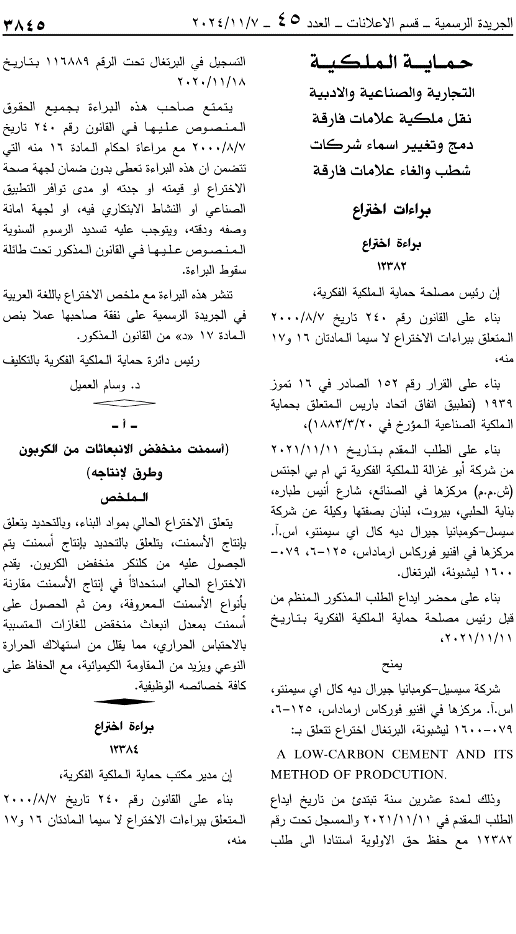 الجريدة الرسمية ــ قسم الاعلانات ــ العدد ٤٥ ــ ٢٠٢٤/١١/٧
٣٨٤٥
حمـايـة المـلكـيـة
التجارية والصناعية والادبية
نقل ملكية علامات فارقة
دمج وتغيير اسماء شركات
شطب والغاء علامات فارقة
براءات اختراع
براءة اختراع
١٢٣٨٢
إن رئيس مصلحة حماية الملكية الفكرية،
بناء على القانون رقم ٢٤٠ تاريخ ٢٠٠٠/٨/٧
المتعلق ببراءات الاختراع لا سيما المادتان ١٦ و١٧
منه،
بناء على القرار رقم ١٥٢ الصادر في ١٦ تموز
١٩٣٩ (تطبيق اتفاق اتحاد باريس المتعلق بحماية
الملكية الصناعية المؤرخ في ١٨٨٣/٣/٢٠)،
بناء على الطلب المقدم بـتـاريخ ٢٠٢١/١١/١١
من شركة أبو غزالة للملكية الفكرية تي ام بي اجنتس
(ش.م.م) مركزها في الصنائع، شارع أنيس طباره،
بناية الحلبي، بيروت، لبنان بصفتها وكيلة عن شركة
سيسل–كومبانيا جيرال ديه كال اي سيمنتو، اس.آ.
مركزها في افنيو فوركاس ارماداس، ١٢٥–٦، ٠٧٩–
١٦٠٠ ليشبونة، البرتغال.
بناء على محضر ايداع الطلب المذكور المنظم من
قبل رئيس مصلحة حماية الملكية الفكرية بـتـاريخ
٢٠٢١/١١/١١،
يمنح
شركة سيسيل–كومبانيا جيرال ديه كال اي سيمنتو،
اس.آ. مركزها في افنيو فوركاس ارماداس، ١٢٥–٦،
٠٧٩–١٦٠٠ ليشبونة، البرتغال اختراع تتعلق بـ:
A LOW-CARBON CEMENT AND ITS
METHOD OF PRODCUTION.
وذلك لـمدة عشرين سنة تبتدئ من تاريخ ايداع
الطلب المقدم في ٢٠٢١/١١/١١ والمسجل تحت رقم
١٢٣٨٢ مع حفظ حق الاولوية استنادا الى طلب
التسجيل في البرتغال تحت الرقم ١١٦٨٨٩ بـتـاريخ
٢٠٢٠/١١/١٨
يـتمتع صاحب هذه البراءة بجميع الحقوق
المنصوص عليها في القانون رقم ٢٤٠ تاريخ
٢٠٠٠/٨/٧ مع مراعاة احكام المادة ١٦ منه التي
تتضمن ان هذه البراءة تعطى بدون ضمان لجهة صحة
الاختراع او قيمته او جدته او مدى توافر التطبيق
الصناعي او النشاط الابتكاري فيه، او لجهة امانة
وصفه ودقته، ويتوجب عليه تسديد الرسوم السنوية
المنصوص عليها في القانون المذكور تحت طائلة
سقوط البراءة.
تنشر هذه البراءة مع ملخص الاختراع باللغة العربية
في الجريدة الرسمية على نفقة صاحبها عملا بنص
المادة ١٧ «د» من القانون المذكور.
رئيس دائرة حماية الملكية الفكرية بالتكليف
د. وسام العميل
ــ أ ــ
(أسمنت منخفض الانبعاثات من الكربون
وطرق لإنتاجه)
الـملخص
يتعلق الاختراع الحالي بمواد البناء، وبالتحديد يتعلق
بإنتاج الأسمنت، يتلعلق بالتحديد بإنتاج أسمنت يتم
الحصول عليه من كلنكر منخفض الكربون. يقدم
الاختراع الحالي استحداثاً في إنتاج الأسمنت مقارنة
بأنواع الأسمنت المعروفة، ومن ثم الحصول على
أسمنت بمعدل انبعاث منخفض للغازات المتسببة
بالاحتباس الحراري، مما يقلل من استهلاك الحرارة
النوعي ويزيد من المقاومة الكيميائية، مع الحفاظ على
كافة خصائصه الوظيفية.
براءة اختراع
١٢٣٨٤
إن مدير مكتب حماية الملكية الفكرية،
بناء على القانون رقم ٢٤٠ تاريخ ٢٠٠٠/٨/٧
المتعلق ببراءات الاختراع لا سيما المادتان ١٦ و١٧
منه،